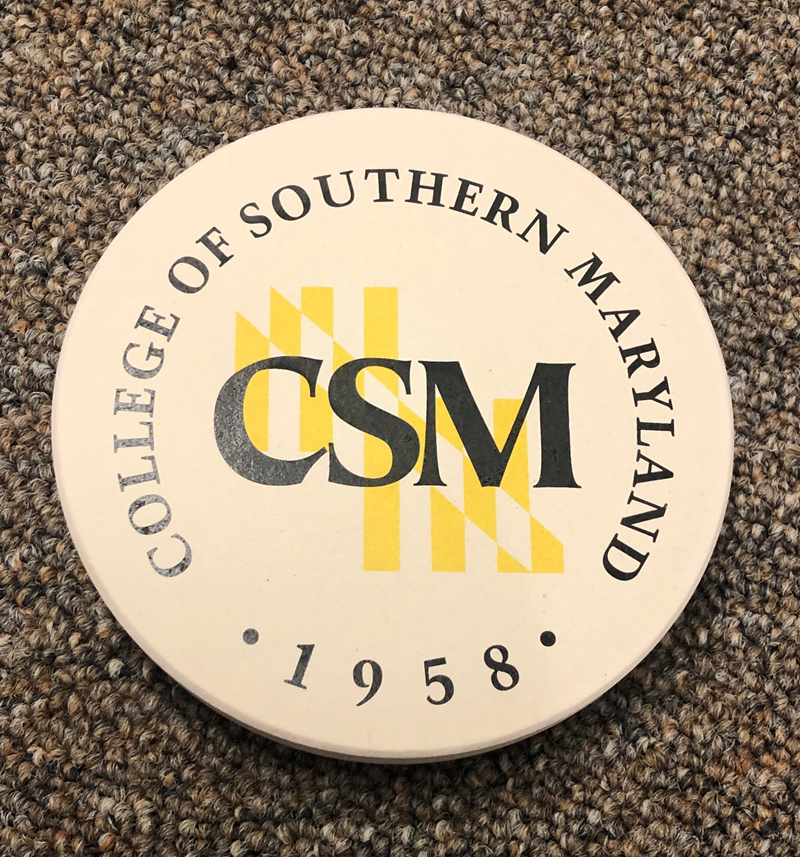 COLLEGE OF SOUTHERN MARYLAND
CSM
• 1958 •